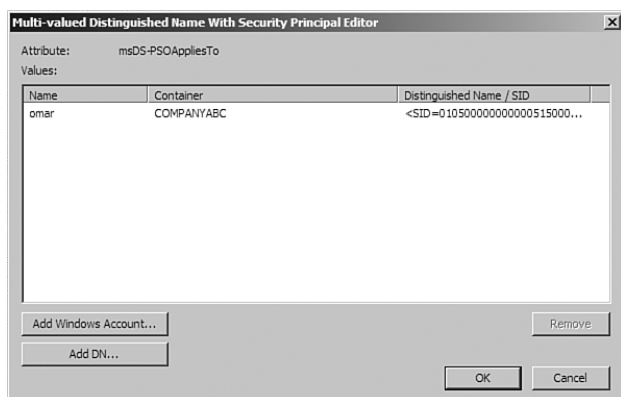 Multi-valued Distinguished Name With Security Principal Editor
Attribute: msDS-PSOAppliesTo
Values:
Name Container Distinguished Name / SID
omar COMPANYABC <SID=01050000000000515000...
Add Windows Account... Remove
Add DN...
OK Cancel